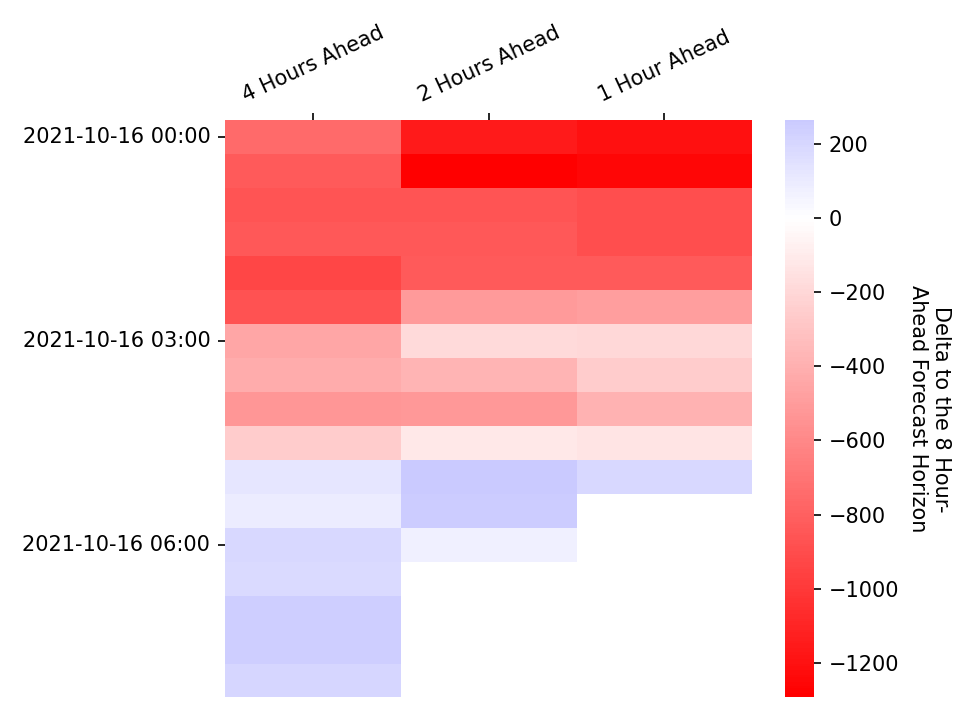 4 Hours Ahead
2 Hours Ahead
1 Hour Ahead
2021-10-16 00:00
2021-10-16 03:00
2021-10-16 06:00
200
0
−200
−400
−600
−800
−1000
−1200
Delta to the 8 Hour-
Ahead Forecast Horizon